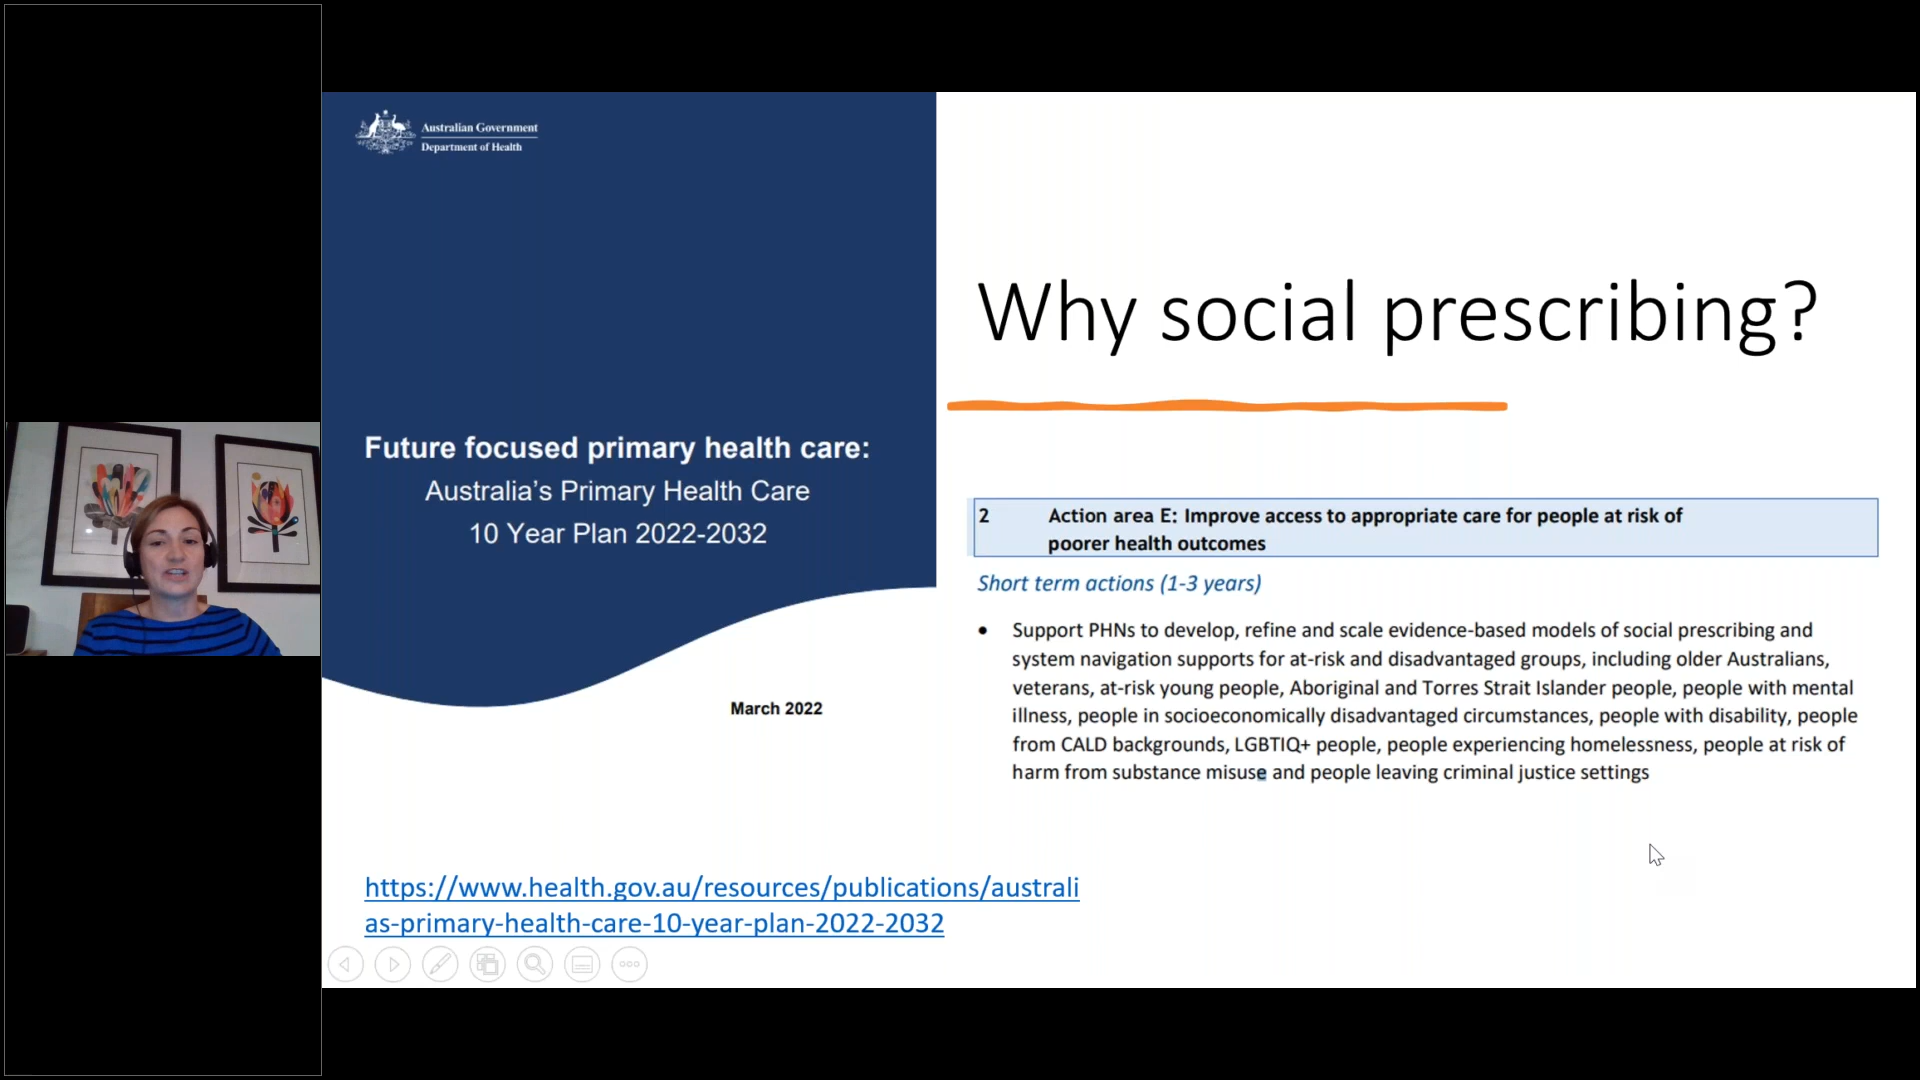 Australian Government
Department of Health
Future focused primary health care:
Australia's Primary Health Care
10 Year Plan 2022-2032
March 2022
https://www.health.gov.au/resources/publications/australi
as-primary-health-care-10-year-plan-2022-2032
Why social prescribing?
2 Action area E: Improve access to appropriate care for people at risk of
poorer health outcomes
Short term actions (1-3 years)
• Support PHNs to develop, refine and scale evidence-based models of social prescribing and
system navigation supports for at-risk and disadvantaged groups, including older Australians,
veterans, at-risk young people, Aboriginal and Torres Strait Islander people, people with mental
illness, people in socioeconomically disadvantaged circumstances, people with disability, people
from CALD backgrounds, LGBTIQ+ people, people experiencing homelessness, people at risk of
harm from substance misuse and people leaving criminal justice settings